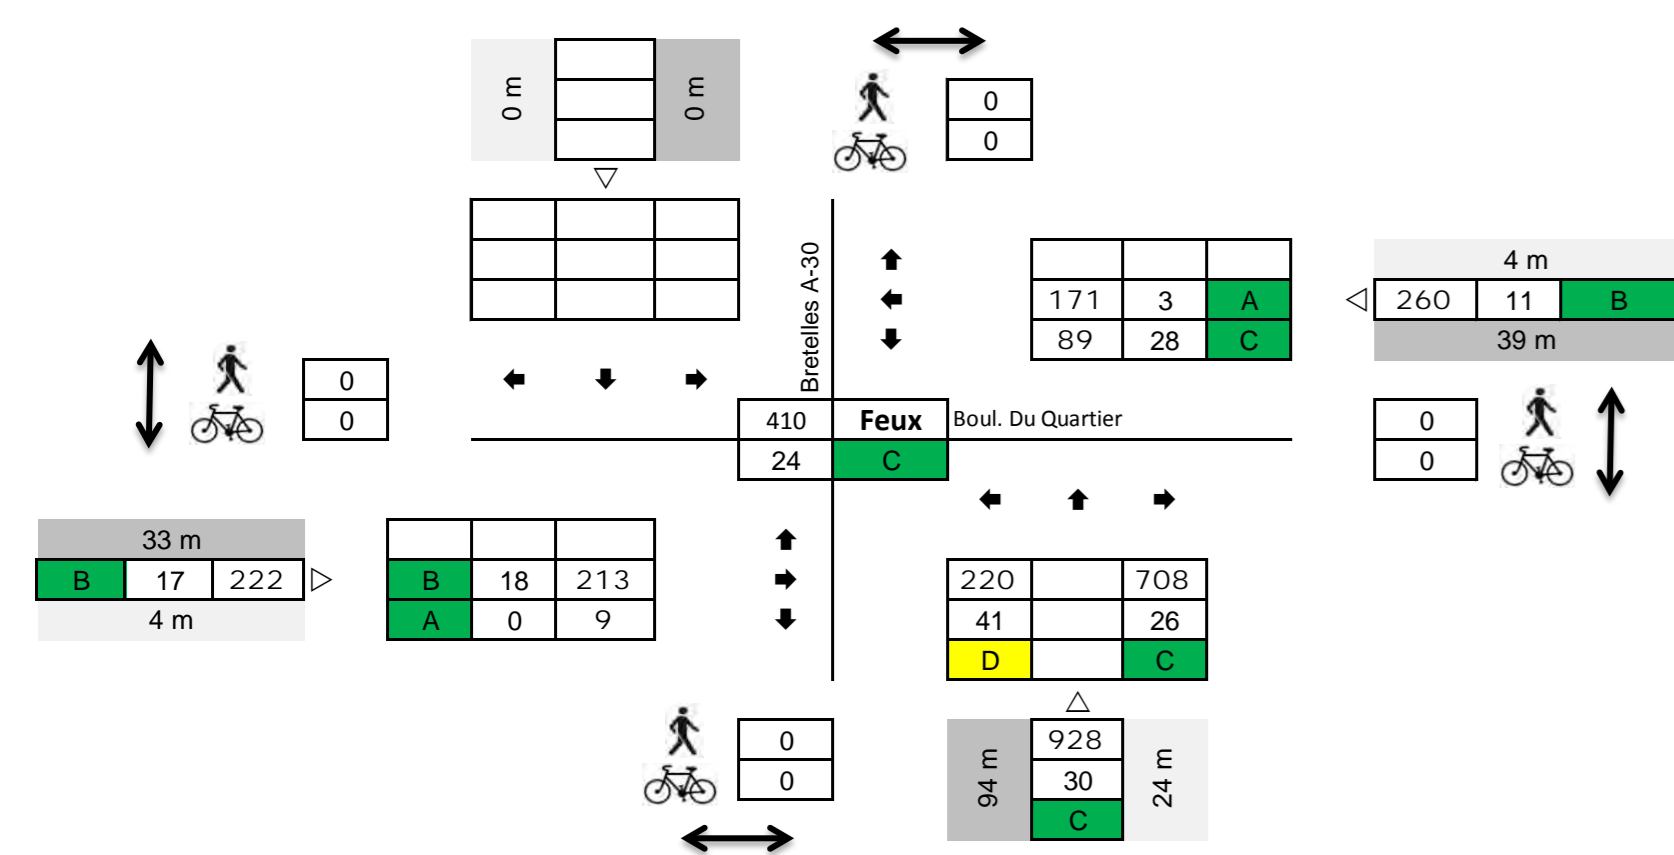 0 m
0 m
0
0
Bretelles A-30
4 m
171 3 A
260 11 B
89 28 C
39 m
0
0
410 Feux Boul. Du Quartier
24 C
0
0
33 m
B 17 222
B 18 213
4 m
A 0 9
220 708
41 26
D C
0
0
94 m
928
30
C
24 m